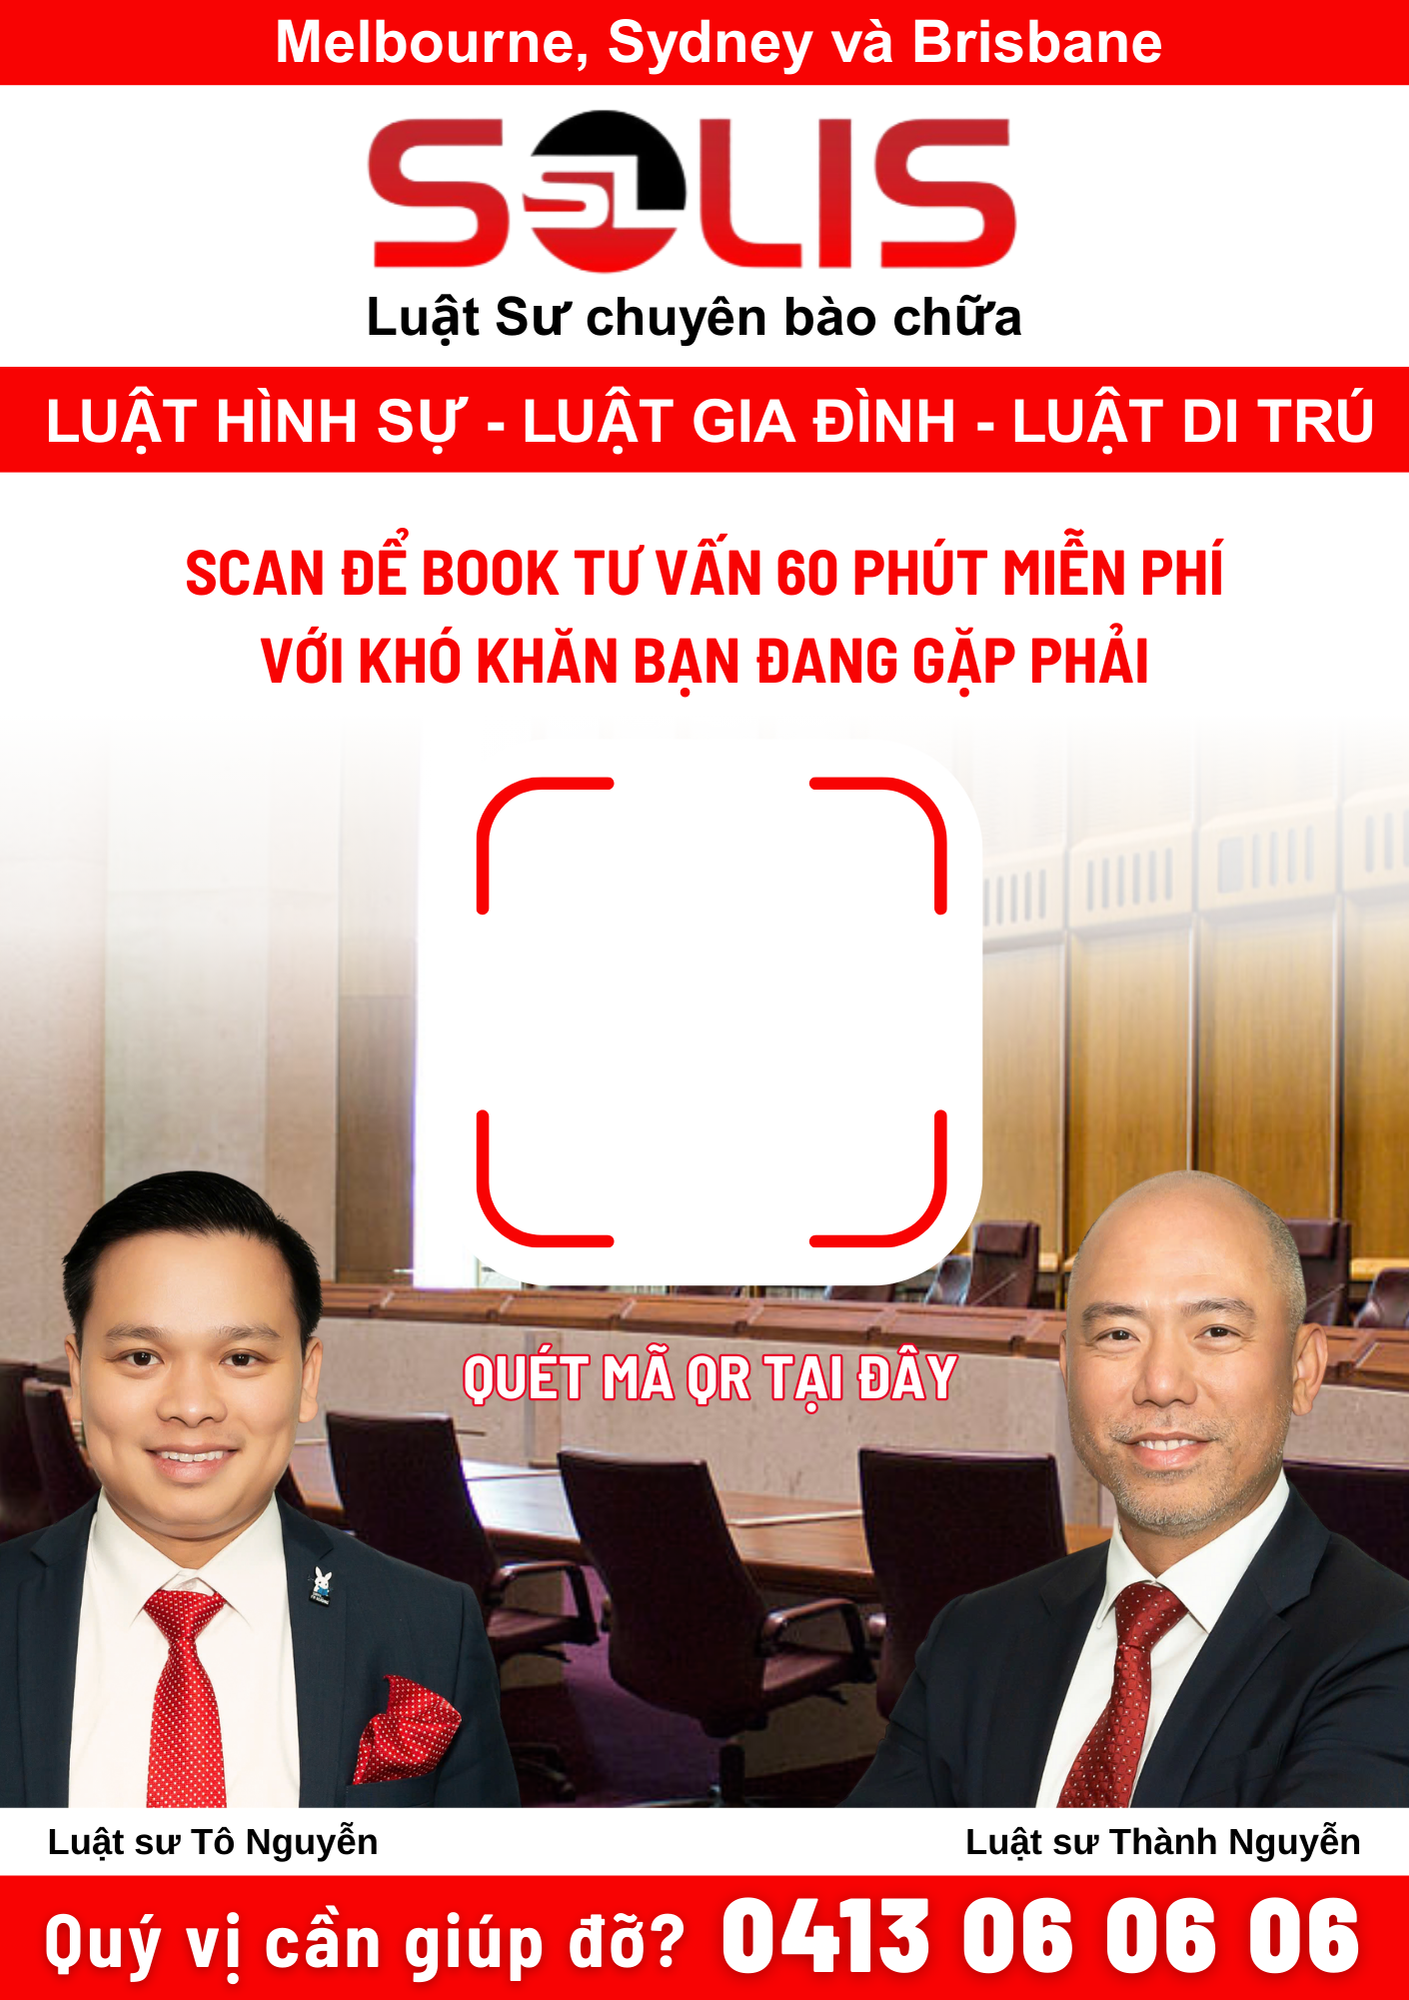 Melbourne, Sydney và Brisbane
SOLIS
SL
Luật Sư chuyên bào chữa
LUẬT HÌNH SỰ - LUẬT GIA ĐÌNH - LUẬT DI TRÚ
SCAN ĐỂ BOOK TƯ VẤN 60 PHÚT MIỄN PHÍ
VỚI KHÓ KHĂN BẠN ĐANG GẶP PHẢI
QUÉT MÃ QR TẠI ĐÂY
Luật sư Tô Nguyễn
Luật sư Thành Nguyễn
Quý vị cần giúp đỡ? 0413 06 06 06